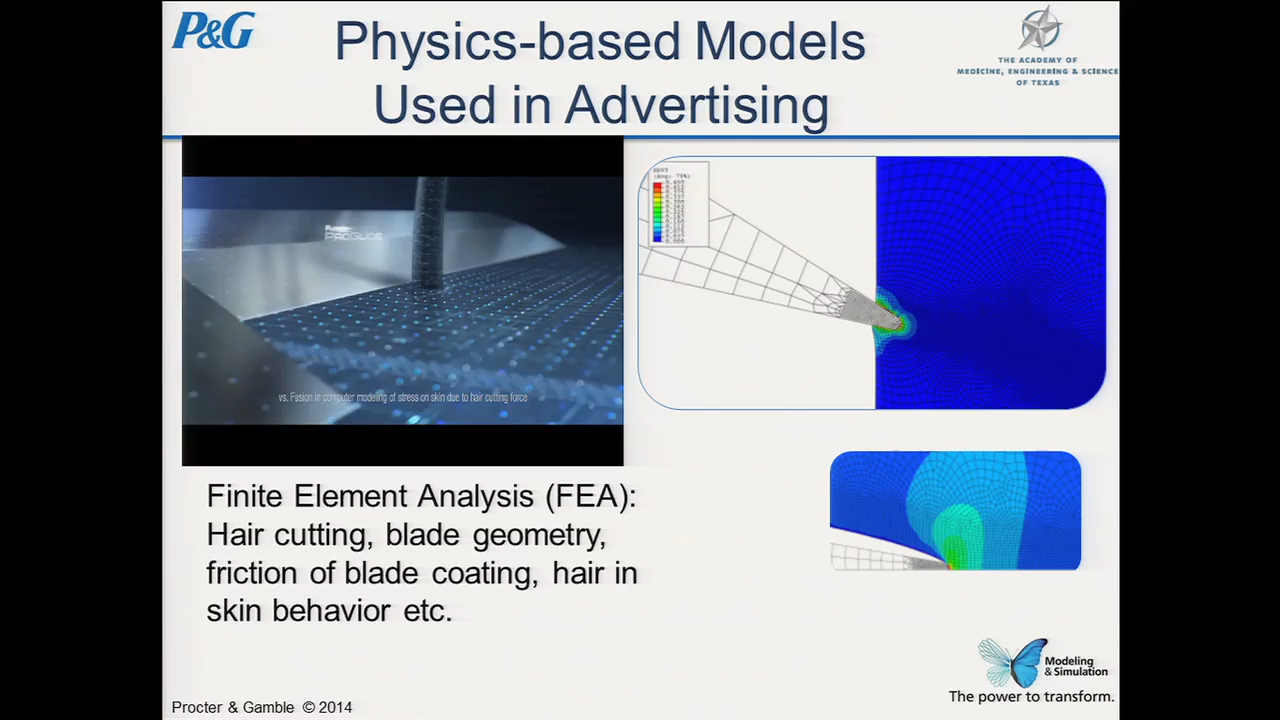 P&G
Physics-based Models
Used in Advertising
THE ACADEMY OF
MEDICINE, ENGINEERING & SCIENCE
OF TEXAS
PROGLIDE
vs. Fusion in computer modeling of stress on skin due to hair cutting force
(Avg: 75%)
Finite Element Analysis (FEA):
Hair cutting, blade geometry,
friction of blade coating, hair in
skin behavior etc.
Modeling
& Simulation
The power to transform.
Procter & Gamble © 2014